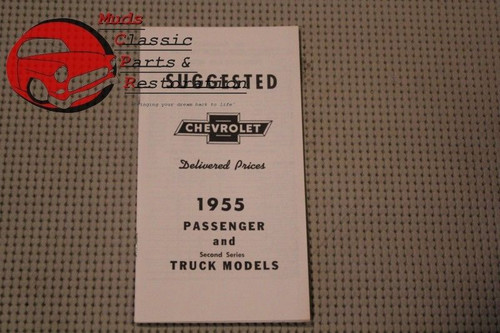 Muds
Classic
Parts &
Restoration
"Bringing your dream back to life"
SUGGESTED
CHEVROLET
Delivered Prices
1955
PASSENGER
and
Second Series
TRUCK MODELS